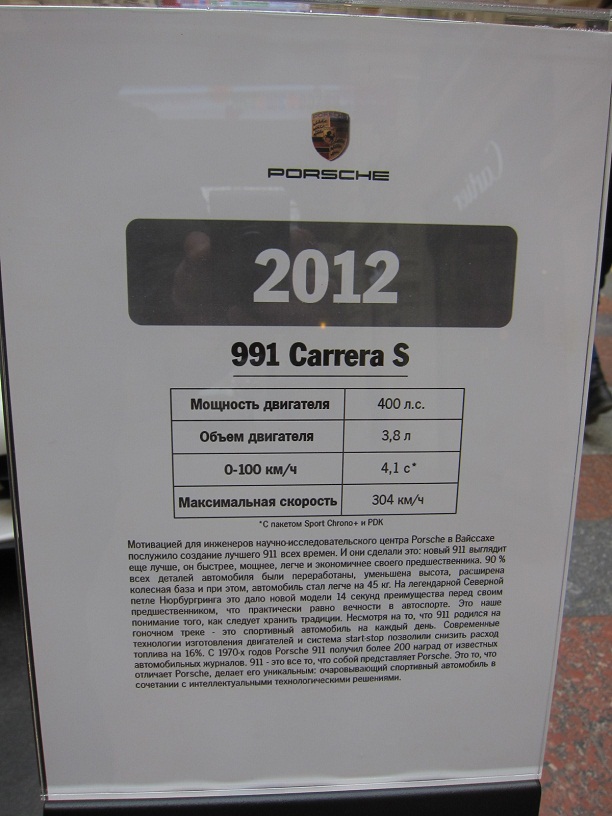 PORSCHE
Cartier
2012
991 Carrera S
Мощность двигателя 400 л.с.
Объем двигателя 3,8 л
0-100 км/ч 4,1 с*
Максимальная скорость 304 км/ч
*С пакетом Sport Chrono+ и PDK
Мотивацией для инженеров научно-исследовательского центра Porsche в Вайссахе
послужило создание лучшего 911 всех времен. И они сделали это: новый 911 выглядит
еще лучше, он быстрее, мощнее, легче и экономичнее своего предшественника. 90 %
всех деталей автомобиля были переработаны, уменьшена высота, расширена
колесная база и при этом, автомобиль стал легче на 45 кг. На легендарной Северной
петле Нюрбургринга это дало новой модели 14 секунд преимущества перед своим
предшественником, что практически равно вечности в автоспорте. Это наше
понимание того, как следует хранить традиции. Несмотря на то, что 911 родился на
гоночном треке - это спортивный автомобиль на каждый день. Современные
технологии изготовления двигателей и система start-stop позволили снизить расход
топлива на 16%. С 1970-х годов Porsche 911 получил более 200 наград от известных
автомобильных журналов. 911 - это все то, что собой представляет Porsche. Это то, что
отличает Porsche, делает его уникальным: очаровывающий спортивный автомобиль в
сочетании с интеллектуальными технологическими решениями.